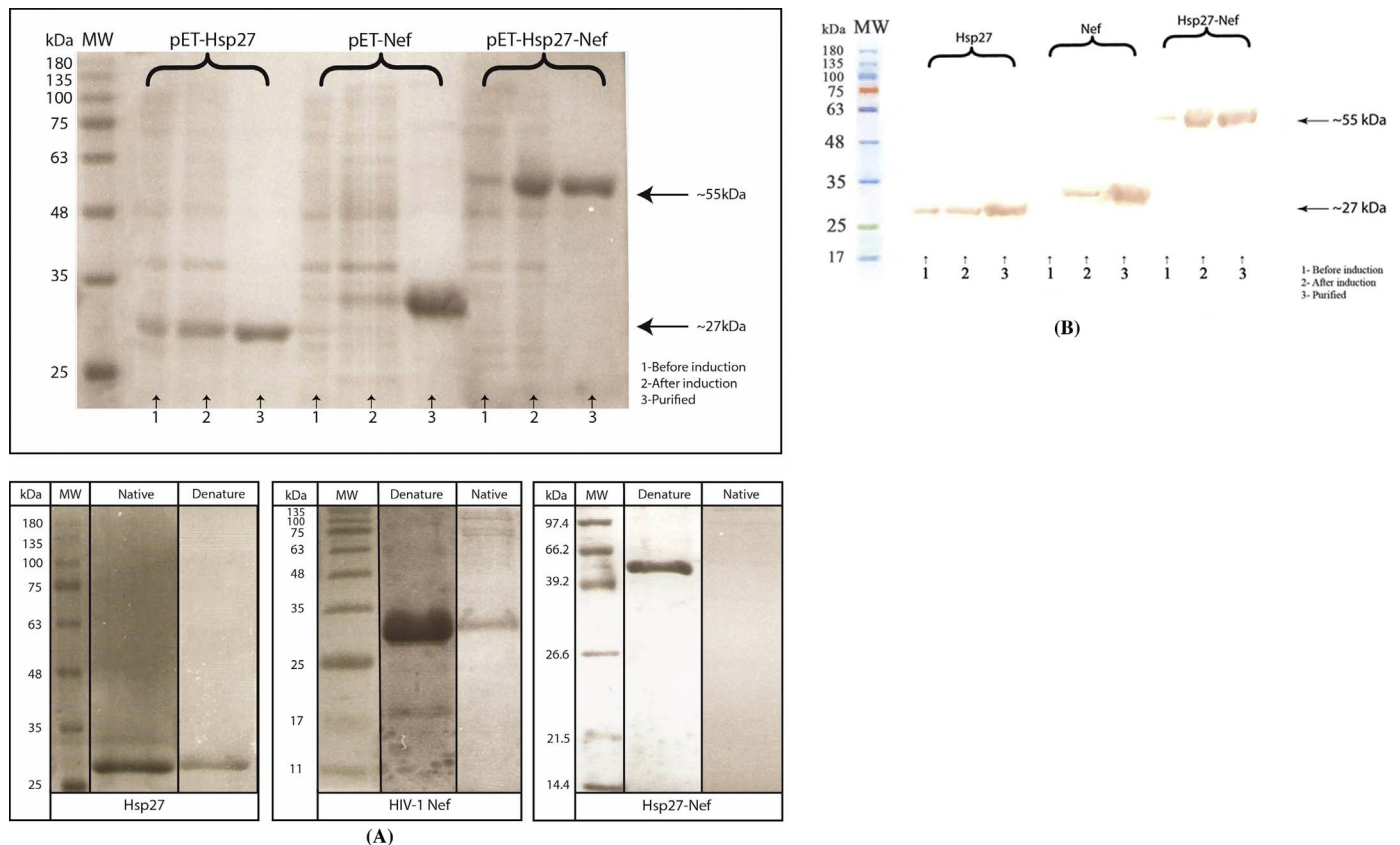 kDa MW pET-Hsp27 pET-Nef pET-Hsp27-Nef
180
135
100
75
63
48
35
25
~55kDa
~27kDa
1-Before induction
2-After induction
3-Purified
1 2 3 1 2 3 1 2 3
kDa MW Native Denature
180
135
100
75
63
48
35
25
Hsp27
kDa MW Denature Native
135
100
75
63
48
35
25
17
11
HIV-1 Nef
kDa MW Denature Native
97.4
66.2
39.2
26.6
21.5
14.4
Hsp27-Nef
(A)
kDa MW Hsp27 Nef Hsp27-Nef
180
135
100
75
63
48
35
25
17
~55 kDa
~27 kDa
1 2 3 1 2 3 1 2 3
1- Before induction
2- After induction
3- Purified
(B)